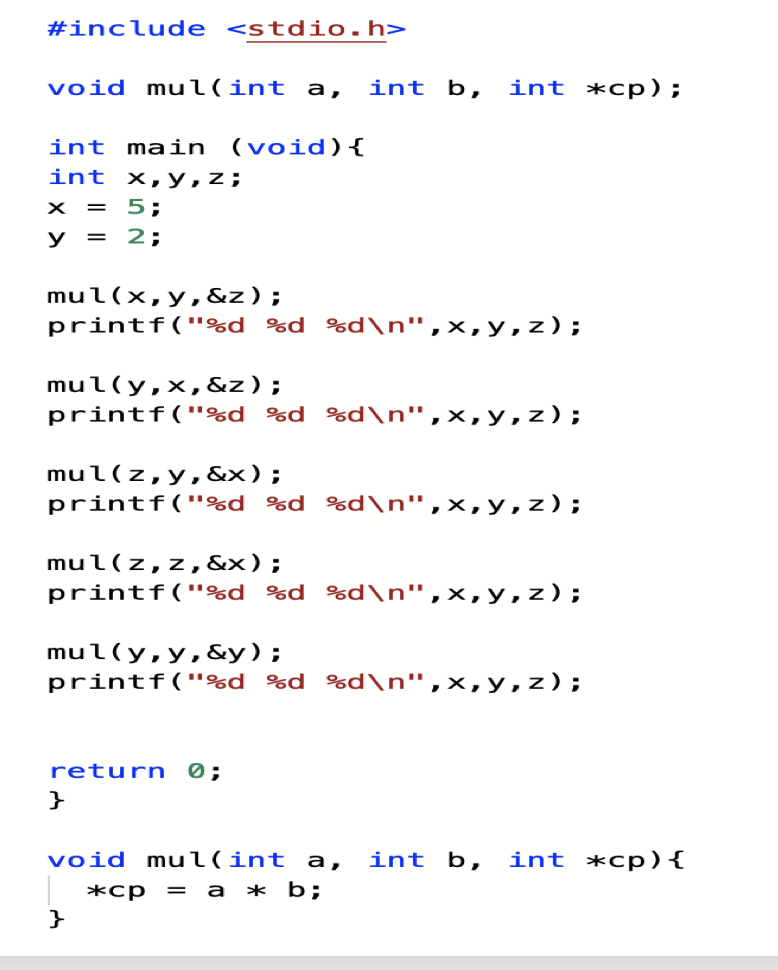 #include <stdio.h>
void mul(int a, int b, int *cp);
int main (void){
int x,y,z;
x = 5;
y = 2;
mul(x,y,&z);
printf("%d %d %d\n",x,y,z);
mul(y,x,&z);
printf("%d %d %d\n",x,y,z);
mul(z,y,&x);
printf("%d %d %d\n",x,y,z);
mul(z,z,&x);
printf("%d %d %d\n",x,y,z);
mul(y,y,&y);
printf("%d %d %d\n",x,y,z);
return 0;
}
void mul(int a, int b, int *cp){
*cp = a * b;
}